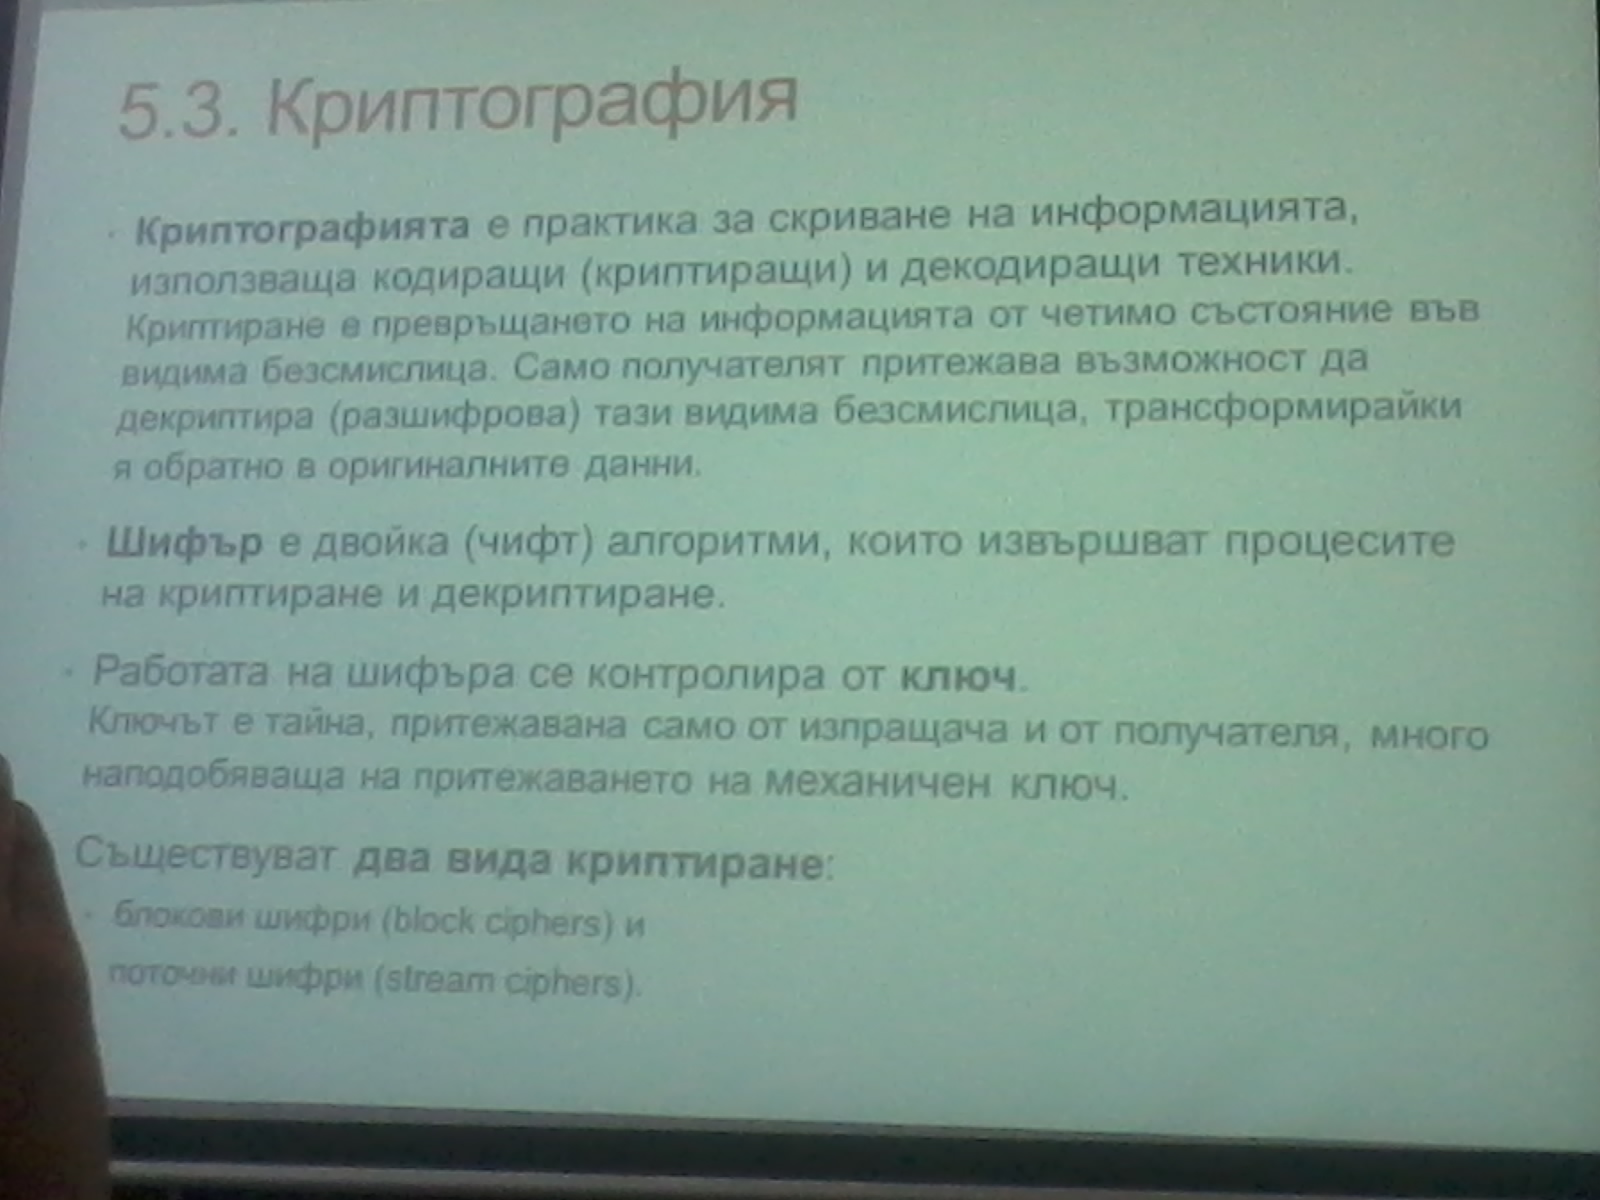 5.3. Криптография
· Криптографията е практика за скриване на информацията,
използваща кодиращи (криптиращи) и декодиращи техники.
Криптиране е превръщането на информацията от четимо състояние във
видима безсмислица. Само получателят притежава възможност да
декриптира (разшифрова) тази видима безсмислица, трансформирайки
я обратно в оригиналните данни.
· Шифър е двойка (чифт) алгоритми, които извършват процесите
на криптиране и декриптиране.
· Работата на шифъра се контролира от ключ.
Ключът е тайна, притежавана само от изпращача и от получателя, много
наподобяваща на притежаването на механичен ключ.
Съществуват два вида криптиране:
· блокови шифри (block ciphers) и
поточни шифри (stream ciphers).